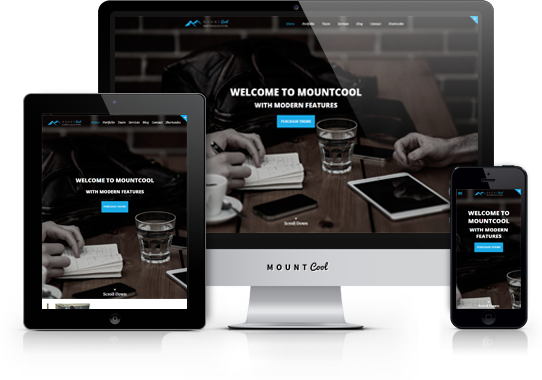 MOUNT Cool
Home Portfolio Team Services Blog Contact Shortcodes
WELCOME TO MOUNTCOOL
WITH MODERN FEATURES
PURCHASE THEME
Scroll Down
MOUNT Cool
Portfolio Team Services Blog Contact Shortcodes
WELCOME TO MOUNTCOOL
WITH MODERN FEATURES
PURCHASE THEME
Scroll Down
WELCOME TO
MOUNTCOOL
WITH MODERN
FEATURES
PURCHASE THEME
Scroll Down